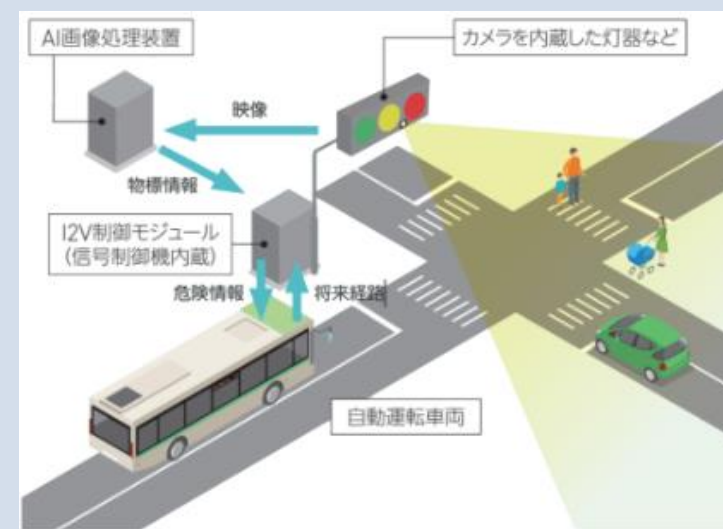 AI画像処理装置
カメラを内蔵した灯器など
映像
物標情報
I2V制御モジュール
(信号制御機内蔵)
危険情報
将来経路
自動運転車両